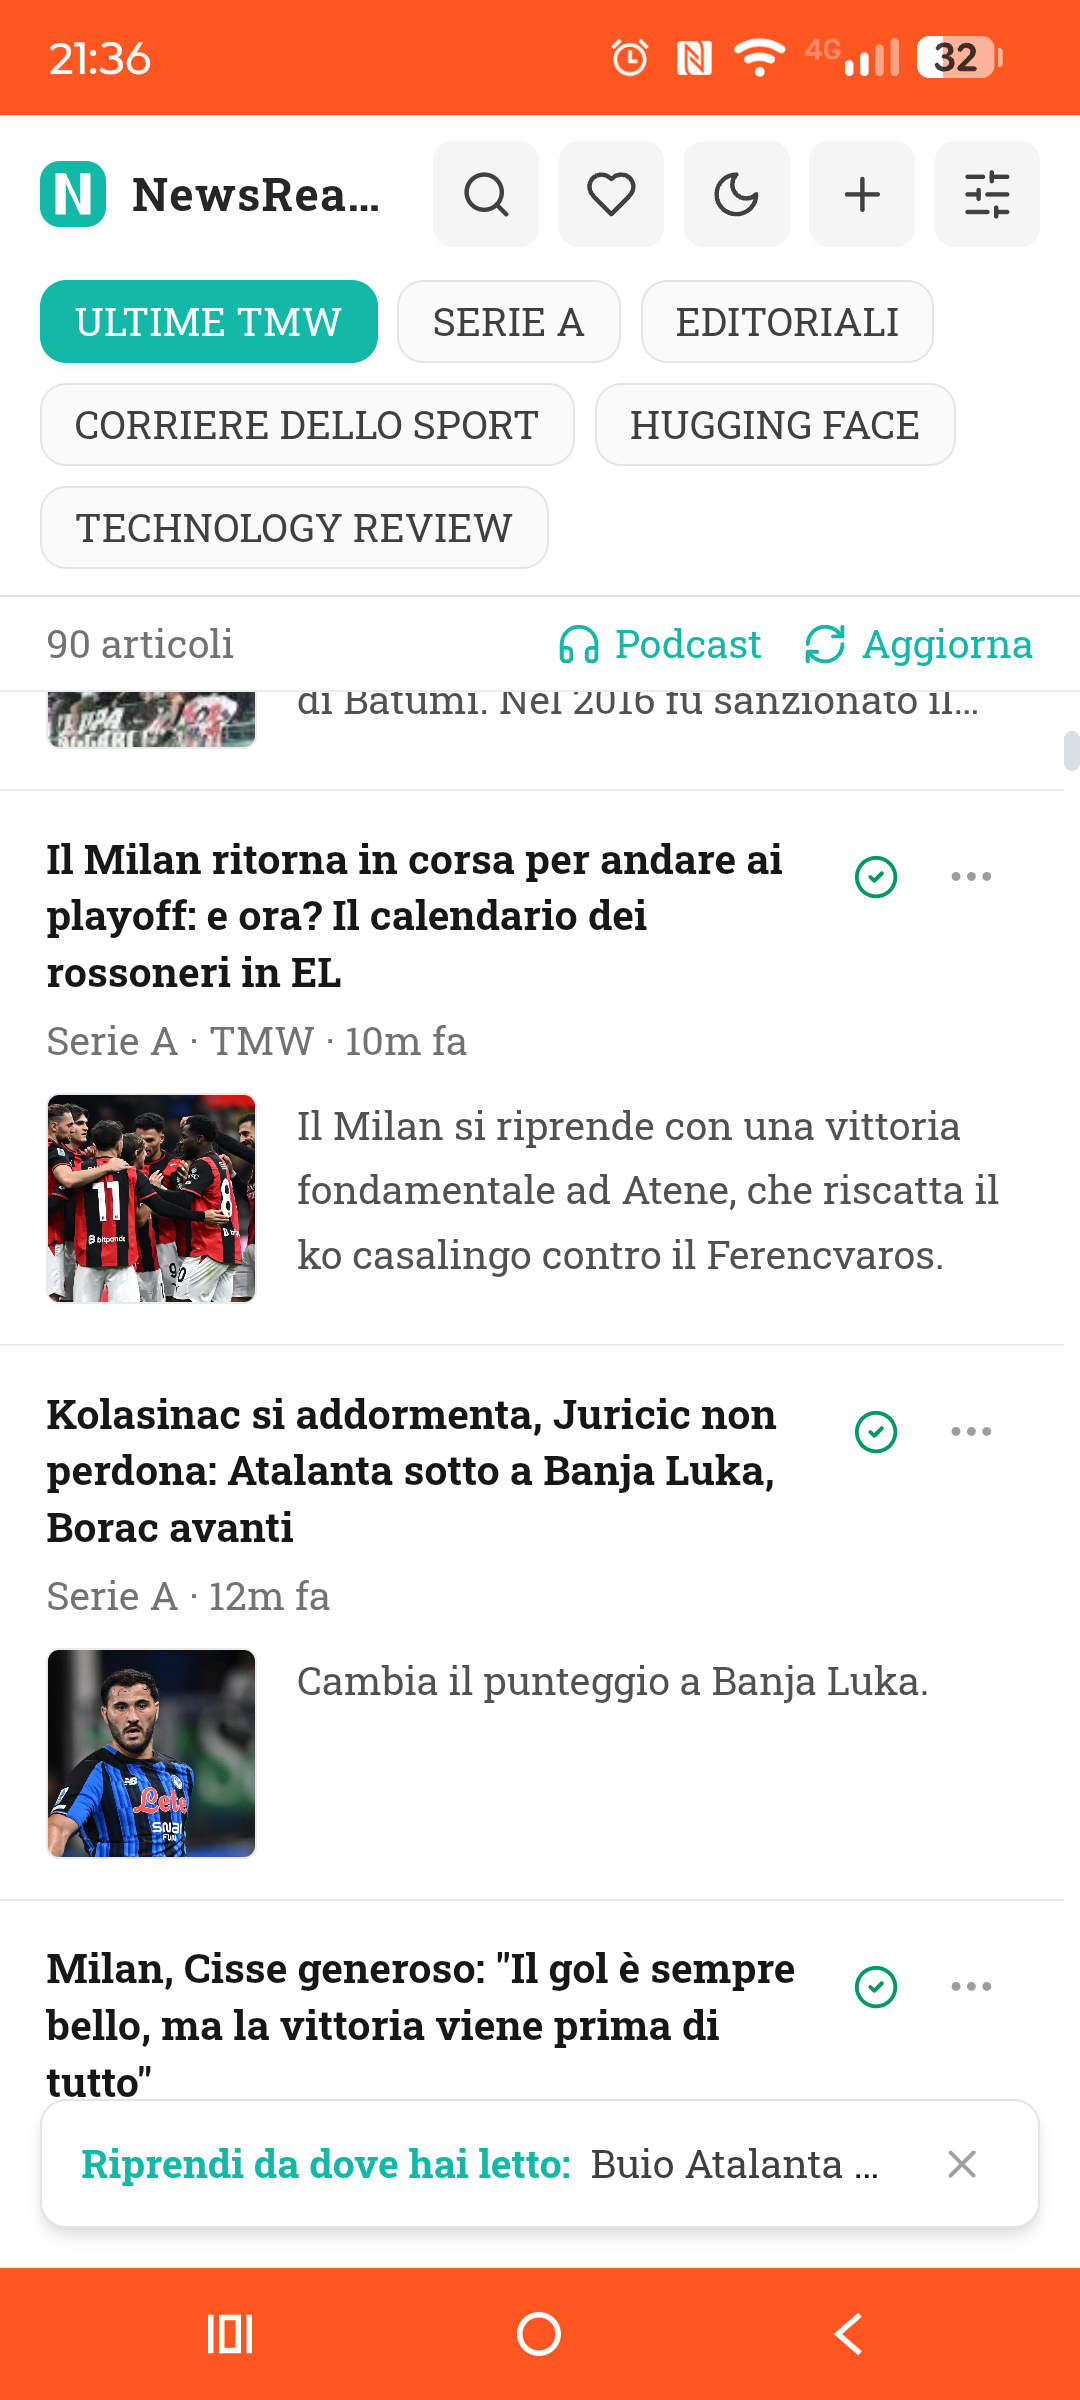 21:36
4G
32
N
NewsRea...
ULTIME TMW
SERIE A
EDITORIALI
CORRIERE DELLO SPORT
HUGGING FACE
TECHNOLOGY REVIEW
90 articoli
Podcast
Aggiorna
di Batumi. Nel 2016 fu sanzionato il...
Il Milan ritorna in corsa per andare ai
playoff: e ora? Il calendario dei
rossoneri in EL
Serie A · TMW · 10m fa
11
8
bitpanda
Il Milan si riprende con una vittoria
fondamentale ad Atene, che riscatta il
ko casalingo contro il Ferencvaros.
Kolasinac si addormenta, Juricic non
perdona: Atalanta sotto a Banja Luka,
Borac avanti
Serie A · 12m fa
Lete
Cambia il punteggio a Banja Luka.
Milan, Cisse generoso: "Il gol è sempre
bello, ma la vittoria viene prima di
tutto"
Riprendi da dove hai letto: Buio Atalanta ...